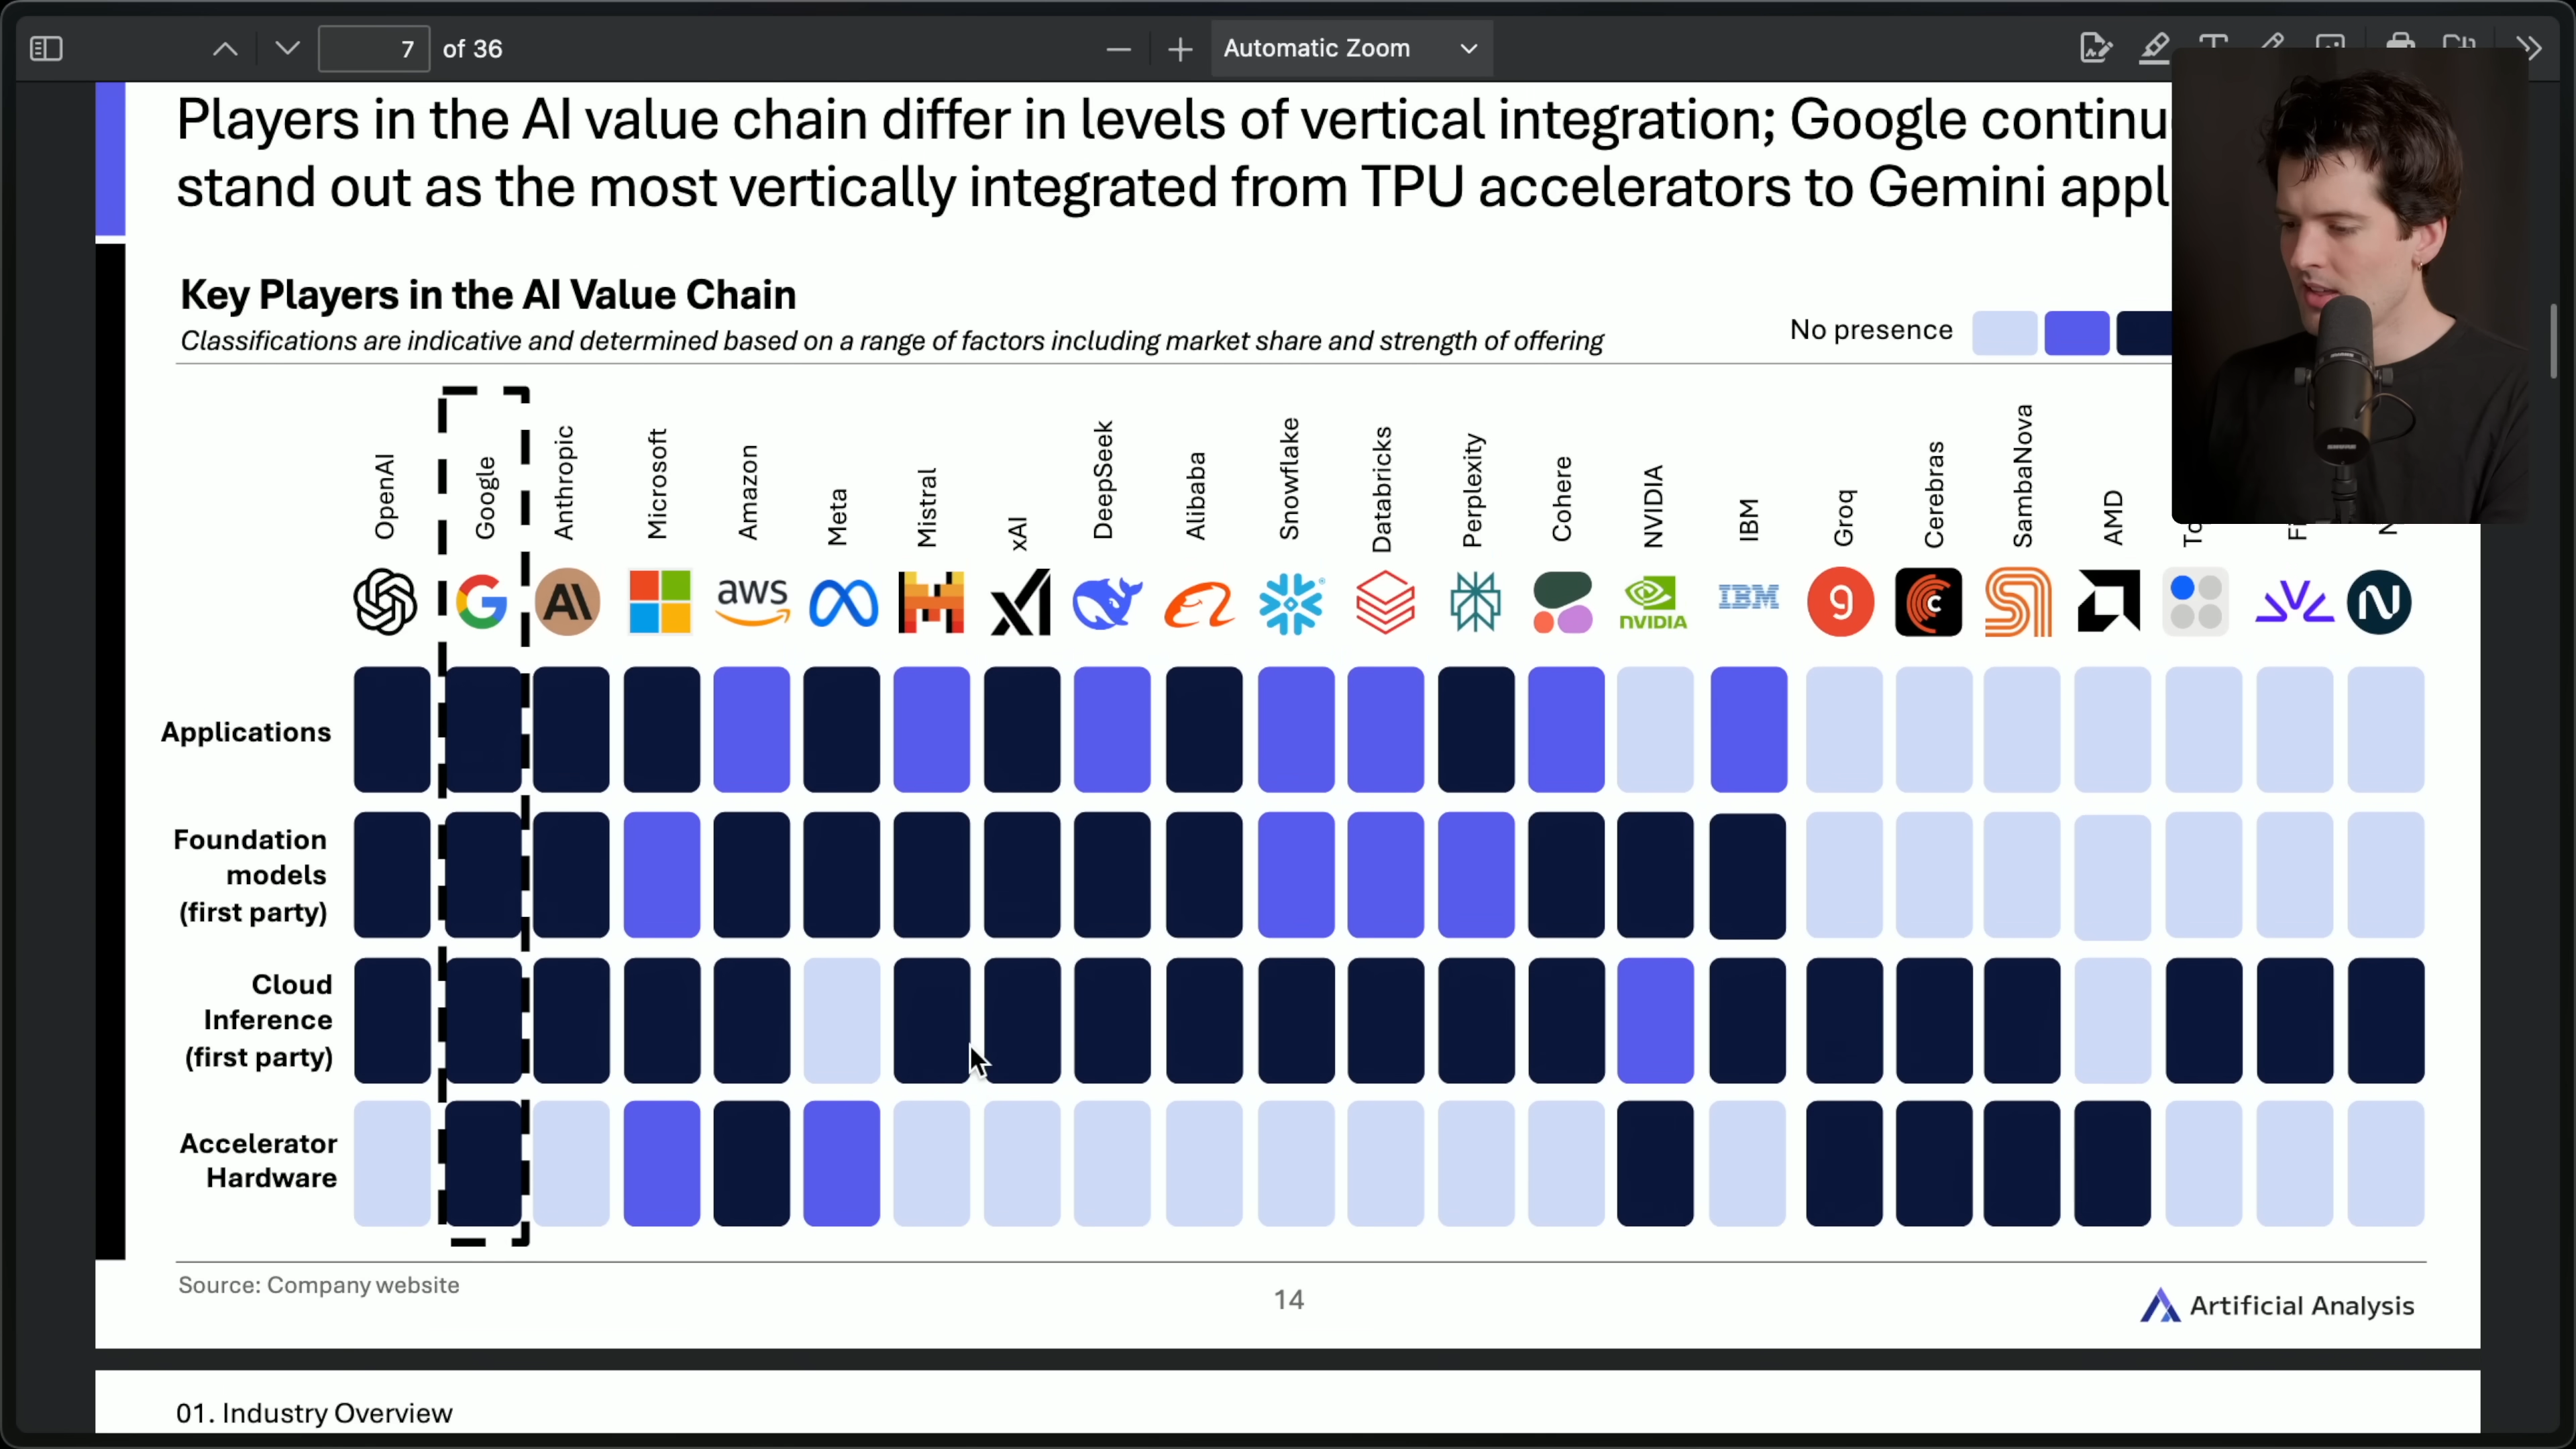 7 of 36
Automatic Zoom
Players in the AI value chain differ in levels of vertical integration; Google
stand out as the most vertically integrated from TPU accelerators to Gemini
Key Players in the AI Value Chain
Classifications are indicative and determined based on a range of factors including market share and strength of offering
No presence
OpenAI
Google
Anthropic
Microsoft
Amazon
Meta
Mistral
xAI
DeepSeek
Alibaba
Snowflake
Databricks
Perplexity
Cohere
NVIDIA
IBM
Groq
Cerebras
SambaNova
AMD
aws
NVIDIA
IBM
Applications
Foundation
models
(first party)
Cloud
Inference
(first party)
Accelerator
Hardware
Source: Company website
14
Artificial Analysis
01. Industry Overview